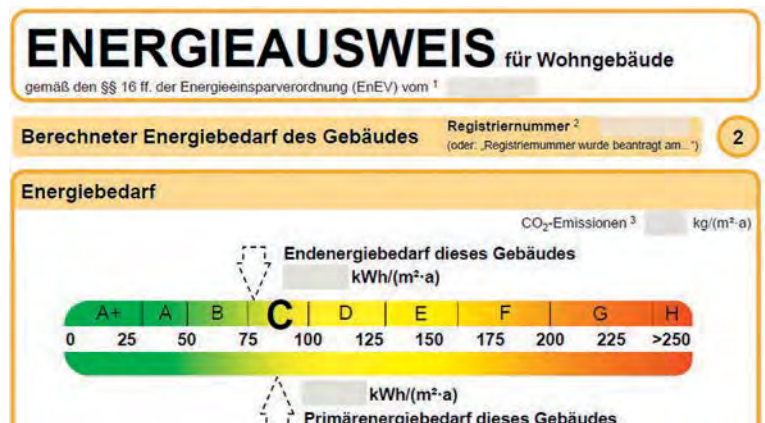 ENERGIEAUSWEIS für Wohngebäude
gemäß den §§ 16 ff. der Energieeinsparverordnung (EnEV) vom ¹
Berechneter Energiebedarf des Gebäudes
Registriernummer ²
(oder: „Registriernummer wurde beantragt am...“)
2
Energiebedarf
CO₂-Emissionen ³ kg/(m²·a)
Endenergiebedarf dieses Gebäudes
kWh/(m²·a)
A+ A B C D E F G H
0 25 50 75 100 125 150 175 200 225 >250
kWh/(m²·a)
Primärenergiebedarf dieses Gebäudes